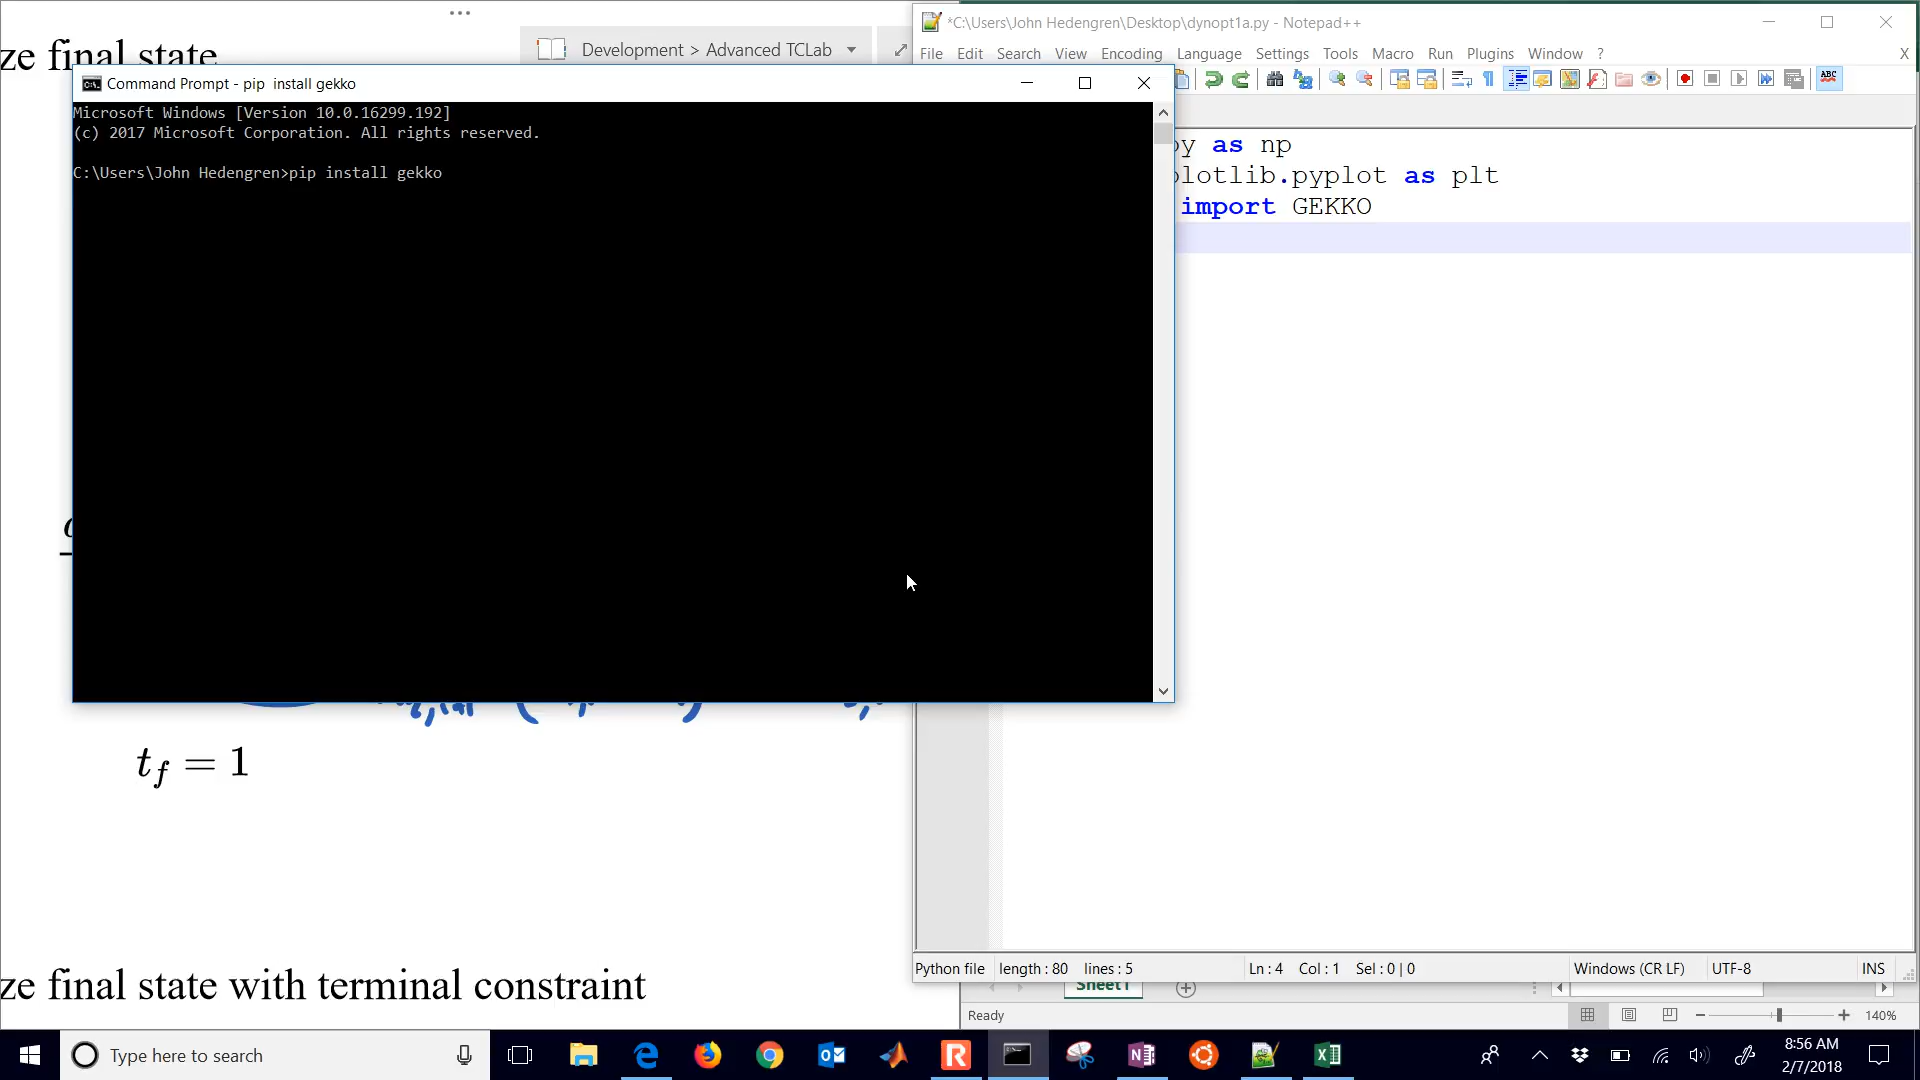 ze final state
Development > Advanced TCLab
*C:\Users\John Hedengren\Desktop\dynopt1a.py - Notepad++
File Edit Search View Encoding Language Settings Tools Macro Run Plugins Window ?
X
Command Prompt - pip  install gekko
Microsoft Windows [Version 10.0.16299.192]
(c) 2017 Microsoft Corporation. All rights reserved.
C:\Users\John Hedengren>pip install gekko
ABC
py as np
plotlib.pyplot as plt
import GEKKO
t_f = 1
ze final state with terminal constraint
Python file length : 80 lines : 5 Ln : 4 Col : 1 Sel : 0 | 0 Windows (CR LF) UTF-8 INS
Sheet1
Ready
140%
Type here to search
8:56 AM
2/7/2018